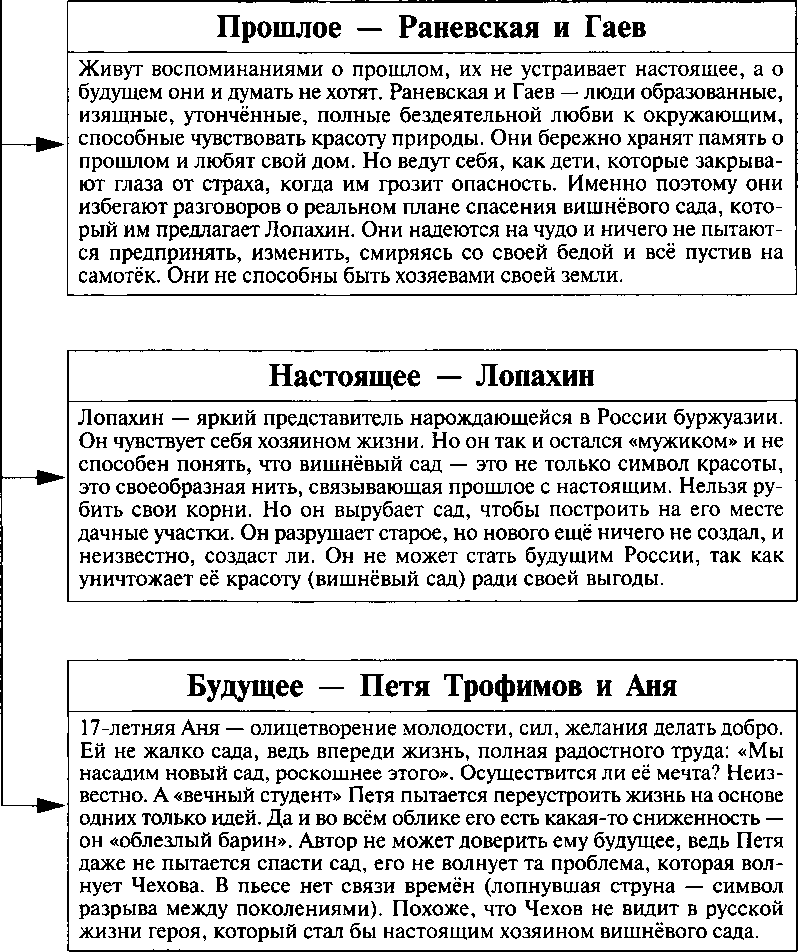 Прошлое — Раневская и Гаев
Живут воспоминаниями о прошлом, их не устраивает настоящее, а о
будущем они и думать не хотят. Раневская и Гаев — люди образованные,
изящные, утончённые, полные бездеятельной любви к окружающим,
способные чувствовать красоту природы. Они бережно хранят память о
прошлом и любят свой дом. Но ведут себя, как дети, которые закрыва-
ют глаза от страха, когда им грозит опасность. Именно поэтому они
избегают разговоров о реальном плане спасения вишнёвого сада, кото-
рый им предлагает Лопахин. Они надеются на чудо и ничего не пытают-
ся предпринять, изменить, смиряясь со своей бедой и всё пустив на
самотёк. Они не способны быть хозяевами своей земли.
Настоящее — Лопахин
Лопахин — яркий представитель нарождающейся в России буржуазии.
Он чувствует себя хозяином жизни. Но он так и остался «мужиком» и не
способен понять, что вишнёвый сад — это не только символ красоты,
это своеобразная нить, связывающая прошлое с настоящим. Нельзя ру-
бить свои корни. Но он вырубает сад, чтобы построить на его месте
дачные участки. Он разрушает старое, но нового ещё ничего не создал, и
неизвестно, создаст ли. Он не может стать будущим России, так как
уничтожает её красоту (вишнёвый сад) ради своей выгоды.
Будущее — Петя Трофимов и Аня
17-летняя Аня — олицетворение молодости, сил, желания делать добро.
Ей не жалко сада, ведь впереди жизнь, полная радостного труда: «Мы
насадим новый сад, роскошнее этого». Осуществится ли её мечта? Неиз-
вестно. А «вечный студент» Петя пытается переустроить жизнь на основе
одних только идей. Да и во всём облике его есть какая-то сниженность —
он «облезлый барин». Автор не может доверить ему будущее, ведь Петя
даже не пытается спасти сад, его не волнует та проблема, которая вол-
нует Чехова. В пьесе нет связи времён (лопнувшая струна — символ
разрыва между поколениями). Похоже, что Чехов не видит в русской
жизни героя, который стал бы настоящим хозяином вишнёвого сада.